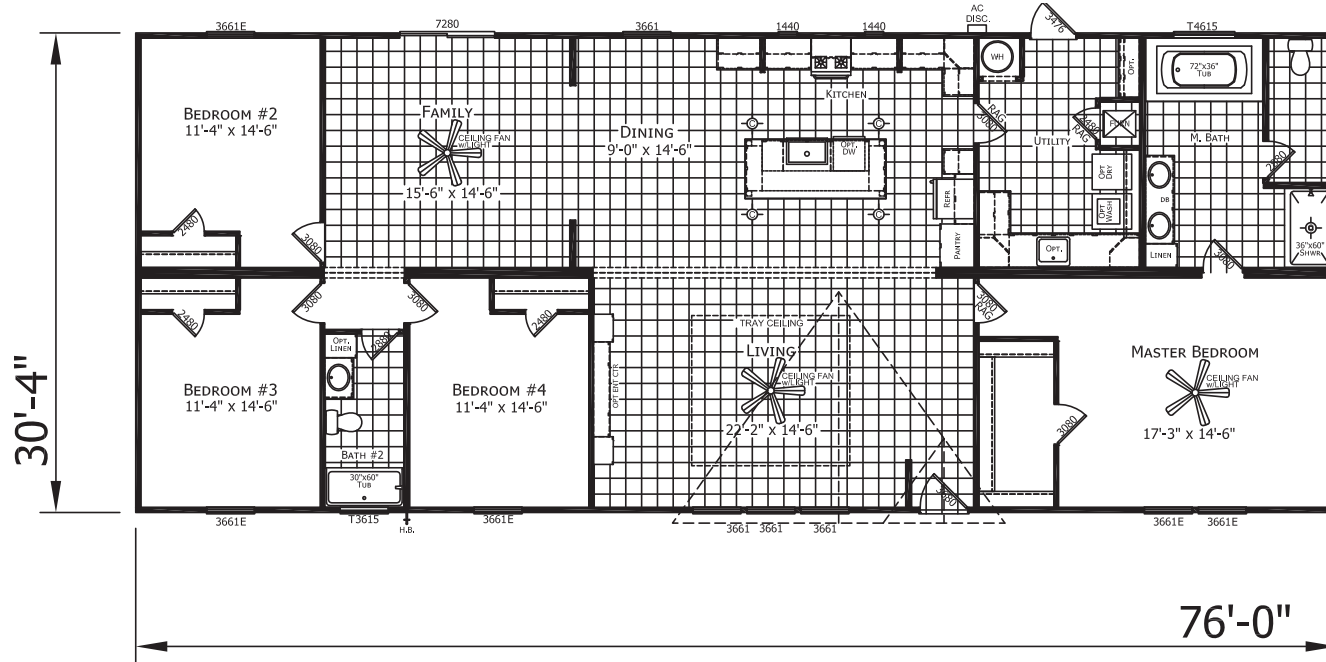 3661E
7280
3661
1440
1440
AC
DISC.
3476
T4615
BEDROOM #2
11'-4" x 14'-6"
FAMILY
CEILING FAN
w/LIGHT
15'-6" x 14'-6"
DINING
9'-0" x 14'-6"
KITCHEN
OPT.
DW
REFR
PANTRY
WH
RAG
3080
UTILITY
OPT.
2480
RAG
FURN
OPT
DRY
OPT
WASH
OPT.
72"x36"
TUB
M. BATH
DB
LINEN
2880
36"x60"
SHWR
3080
2480
3080
3080
3080
2480
2480
2880
OPT.
LINEN
BEDROOM #3
11'-4" x 14'-6"
BATH #2
30"x60"
TUB
BEDROOM #4
11'-4" x 14'-6"
OPT ENT CTR
TRAY CEILING
LIVING
CEILING FAN
w/LIGHT
22'-2" x 14'-6"
3080
RAG
3080
MASTER BEDROOM
CEILING FAN
w/LIGHT
17'-3" x 14'-6"
3080
3661E
T3615
H.B.
3661E
3661
3661
3661
3661E
3661E
30'-4"
76'-0"